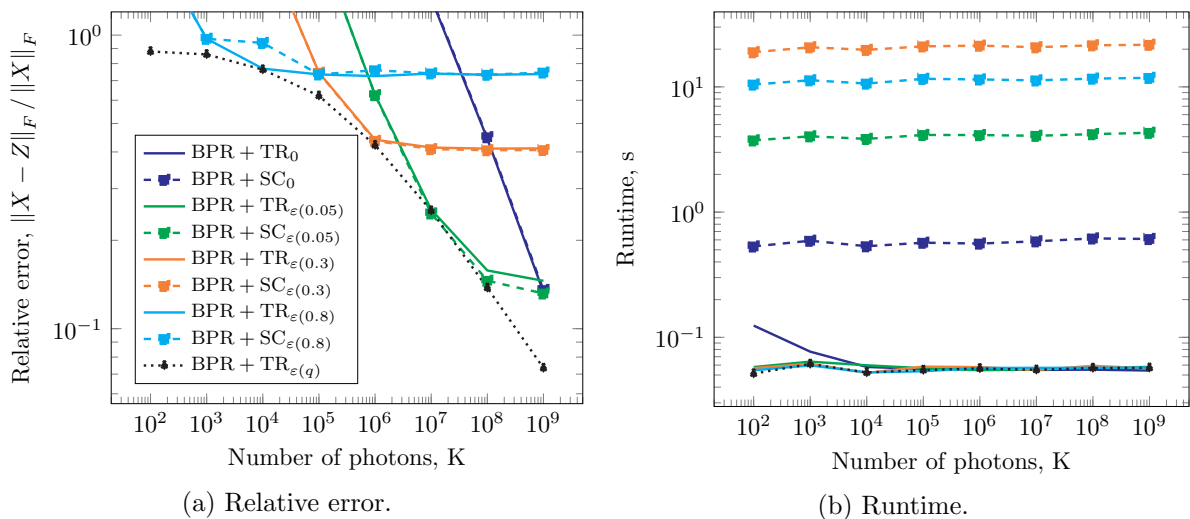 Relative error, ∥X − Z∥_F / ∥X∥_F
10^0
10^−1
BPR + TR_0
BPR + SC_0
BPR + TR_ε(0.05)
BPR + SC_ε(0.05)
BPR + TR_ε(0.3)
BPR + SC_ε(0.3)
BPR + TR_ε(0.8)
BPR + SC_ε(0.8)
BPR + TR_ε(q)
10^2 10^3 10^4 10^5 10^6 10^7 10^8 10^9
Number of photons, K
(a) Relative error.
Runtime, s
10^1
10^0
10^−1
10^2 10^3 10^4 10^5 10^6 10^7 10^8 10^9
Number of photons, K
(b) Runtime.